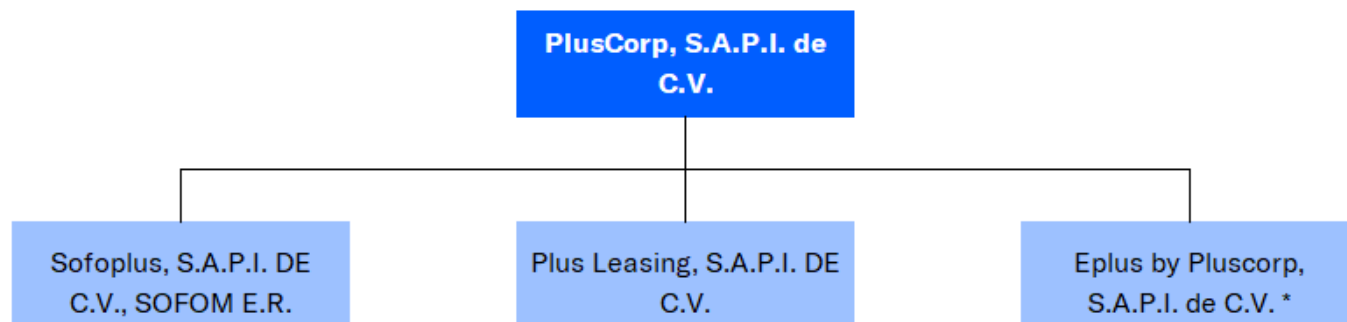 PlusCorp, S.A.P.I. de
C.V.
Sofoplus, S.A.P.I. DE
C.V., SOFOM E.R.
Plus Leasing, S.A.P.I. DE
C.V.
Eplus by Pluscorp,
S.A.P.I. de C.V. *